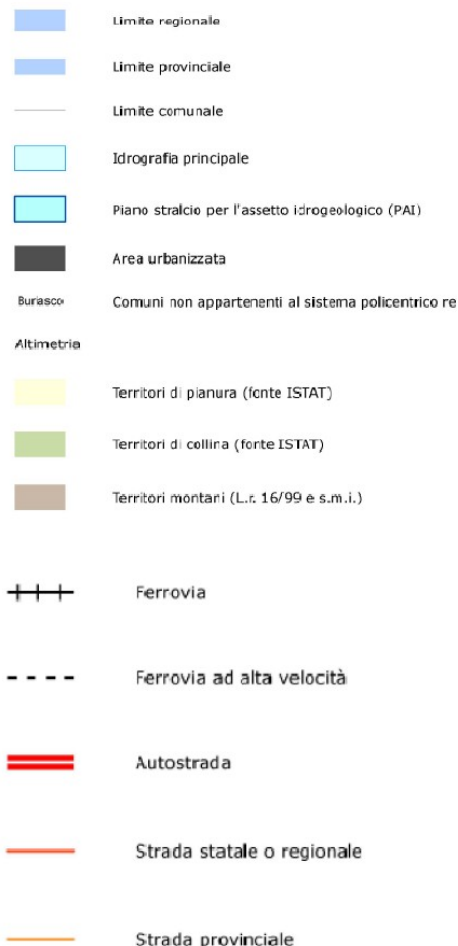 Limite regionale
Limite provinciale
Limite comunale
Idrografia principale
Piano stralcio per l'assetto idrogeologico (PAI)
Area urbanizzata
Buriasco Comuni non appartenenti al sistema policentrico re
Altimetria
Territori di pianura (fonte ISTAT)
Territori di collina (fonte ISTAT)
Territori montani (L.r. 16/99 e s.m.i.)
Ferrovia
Ferrovia ad alta velocità
Autostrada
Strada statale o regionale
Strada provinciale